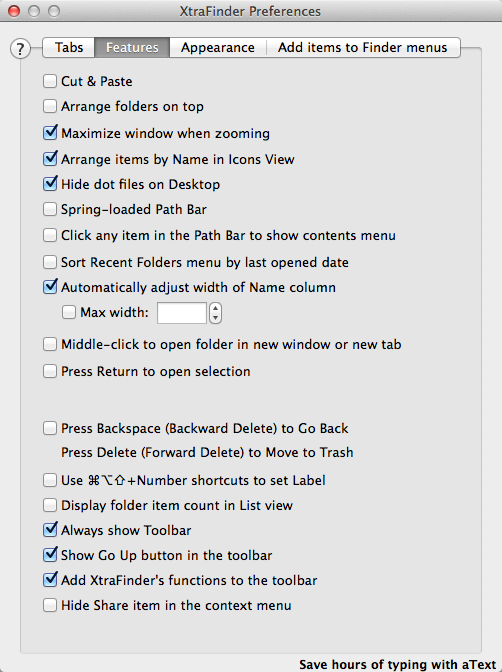 XtraFinder Preferences
?
Tabs Features Appearance Add items to Finder menus
Cut & Paste
Arrange folders on top
Maximize window when zooming
Arrange items by Name in Icons View
Hide dot files on Desktop
Spring-loaded Path Bar
Click any item in the Path Bar to show contents menu
Sort Recent Folders menu by last opened date
Automatically adjust width of Name column
Max width:
Middle-click to open folder in new window or new tab
Press Return to open selection
Press Backspace (Backward Delete) to Go Back
Press Delete (Forward Delete) to Move to Trash
Use ⌘⌥⇧+Number shortcuts to set Label
Display folder item count in List view
Always show Toolbar
Show Go Up button in the toolbar
Add XtraFinder's functions to the toolbar
Hide Share item in the context menu
Save hours of typing with aText